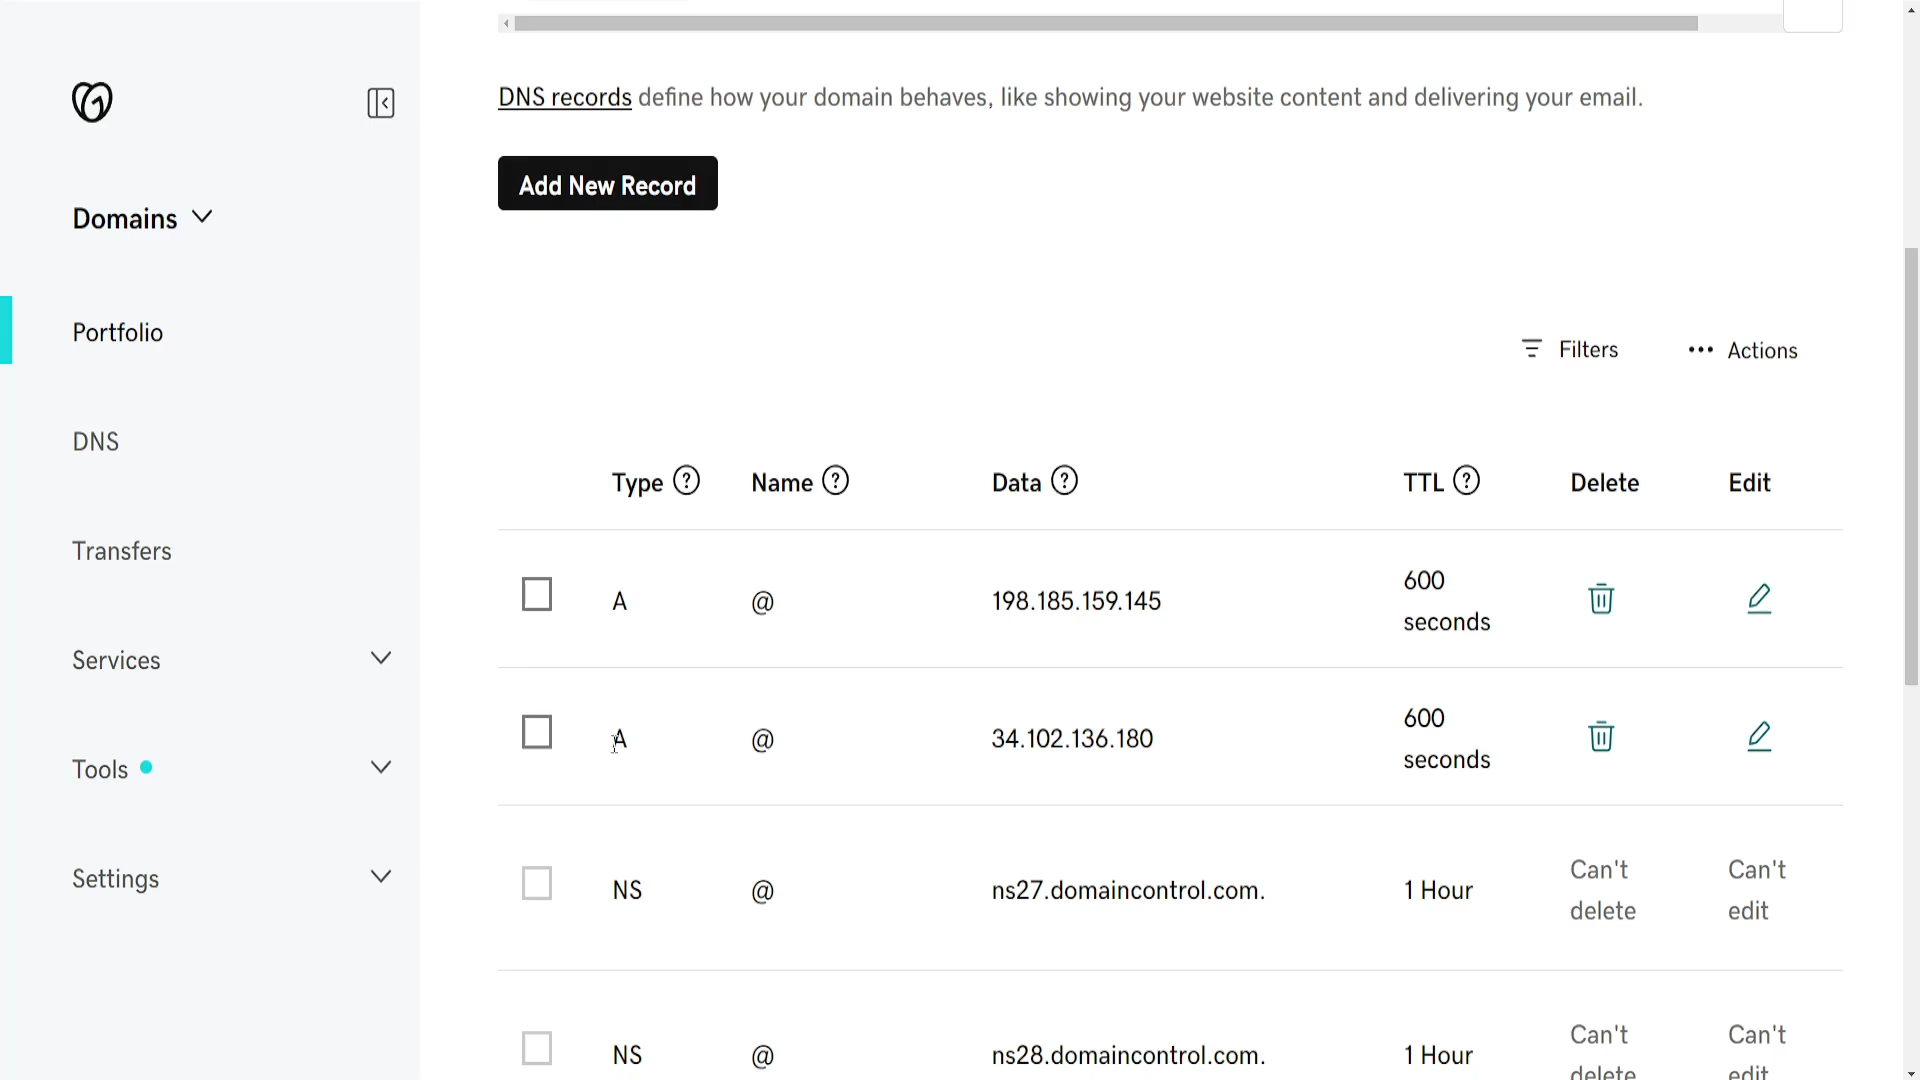 DNS records define how your domain behaves, like showing your website content and delivering your email.
Add New Record
Domains
Portfolio
DNS
Transfers
Services
Tools
Settings
Filters
Actions
Type Name Data TTL Delete Edit
A @ 198.185.159.145 600 seconds
A @ 34.102.136.180 600 seconds
NS @ ns27.domaincontrol.com. 1 Hour Can't delete Can't edit
NS @ ns28.domaincontrol.com. 1 Hour Can't delete Can't edit